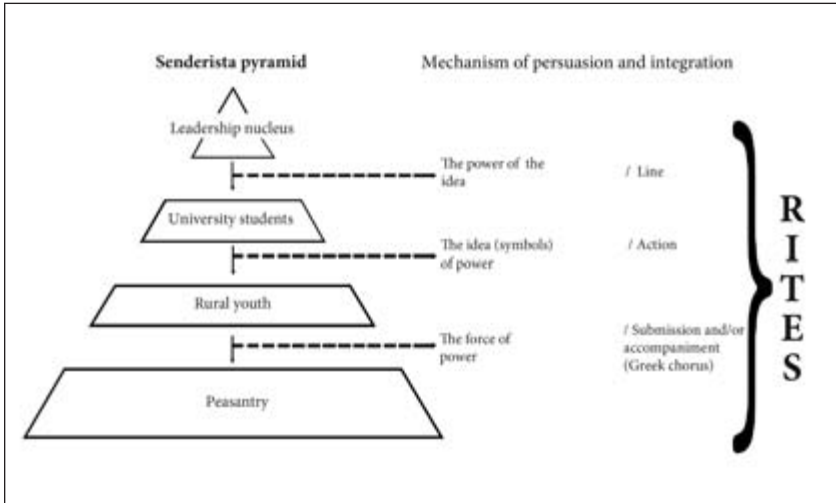 Senderista pyramid
Mechanism of persuasion and integration
Leadership nucleus
The power of the
idea
/ Line
University students
The idea (symbols)
of power
/ Action
Rural youth
The force of
power
/ Submission and/or
accompaniment
(Greek chorus)
Peasantry
R
I
T
E
S